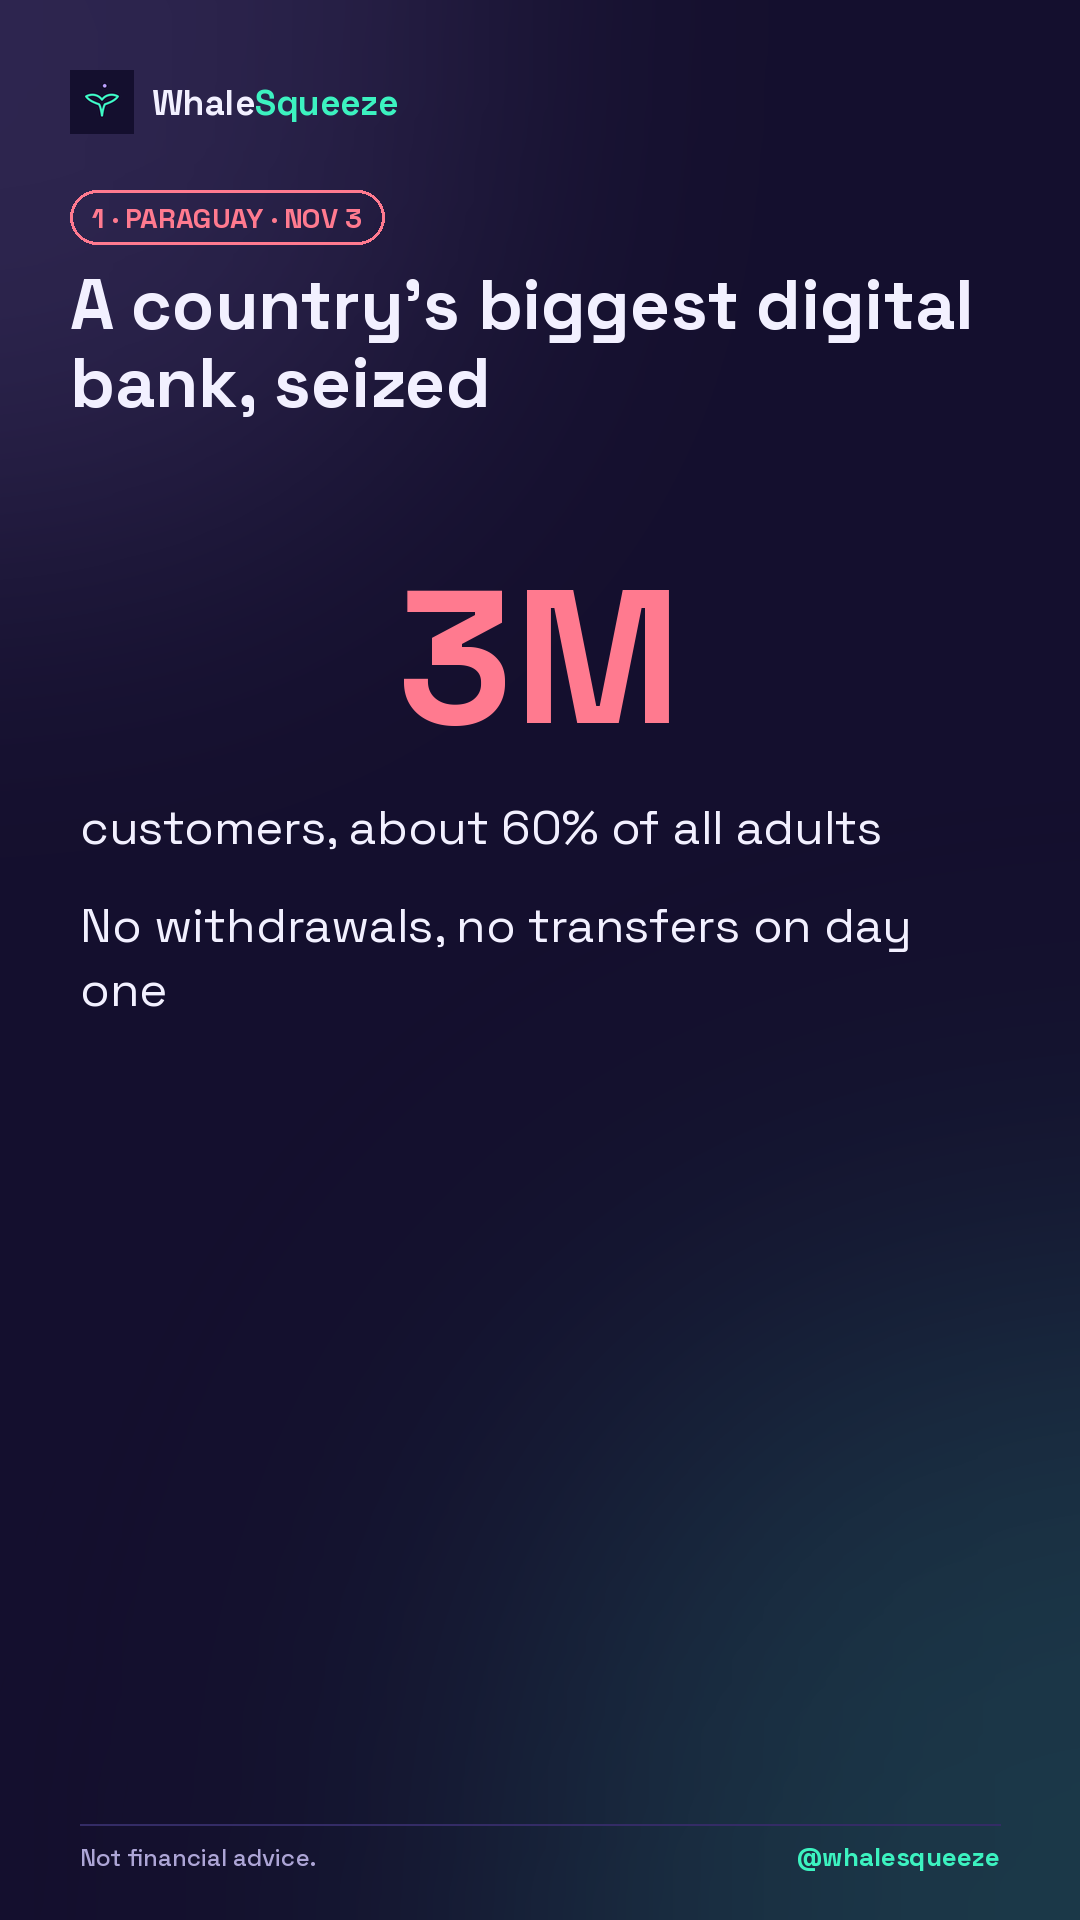 WhaleSqueeze
1 · PARAGUAY · NOV 3
A country’s biggest digital
bank, seized
3M
customers, about 60% of all adults
No withdrawals, no transfers on day
one
Not financial advice.
@whalesqueeze